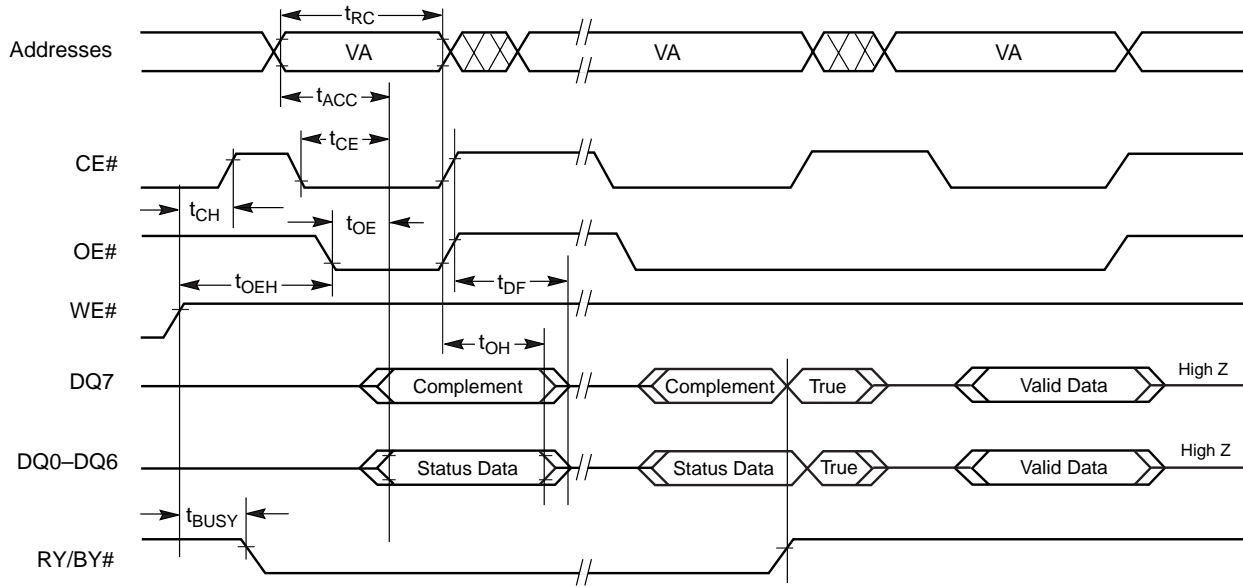 tRC
Addresses VA VA VA
tACC
tCE
CE#
tCH tOE
OE#
tOEH tDF
WE#
tOH
DQ7 Complement Complement True Valid Data High Z
DQ0–DQ6 Status Data Status Data True Valid Data High Z
tBUSY
RY/BY#